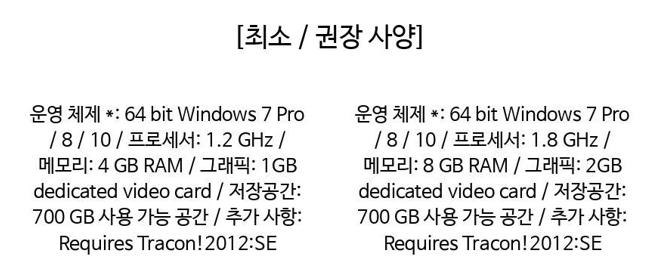 [최소 / 권장 사양]
운영 체제 *: 64 bit Windows 7 Pro
/ 8 / 10 / 프로세서: 1.2 GHz /
메모리: 4 GB RAM / 그래픽: 1GB
dedicated video card / 저장공간:
700 GB 사용 가능 공간 / 추가 사항:
Requires Tracon!2012:SE
운영 체제 *: 64 bit Windows 7 Pro
/ 8 / 10 / 프로세서: 1.8 GHz /
메모리: 8 GB RAM / 그래픽: 2GB
dedicated video card / 저장공간:
700 GB 사용 가능 공간 / 추가 사항:
Requires Tracon!2012:SE